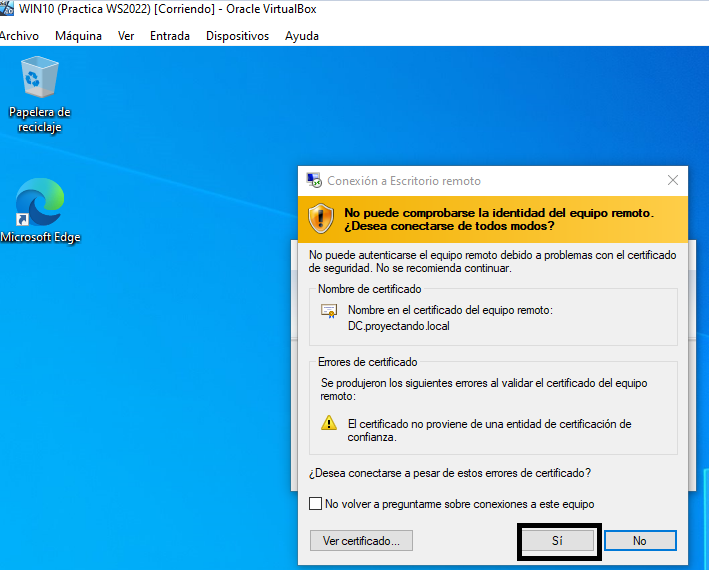 WIN10 (Practica WS2022) [Corriendo] - Oracle VirtualBox
Archivo Máquina Ver Entrada Dispositivos Ayuda
Papelera de
reciclaje
Microsoft Edge
Conexión a Escritorio remoto
No puede comprobarse la identidad del equipo remoto.
¿Desea conectarse de todos modos?
No puede autenticarse el equipo remoto debido a problemas con el certificado
de seguridad. No se recomienda continuar.
Nombre de certificado
Nombre en el certificado del equipo remoto:
DC.proyectando.local
Errores de certificado
Se produjeron los siguientes errores al validar el certificado del equipo
remoto:
El certificado no proviene de una entidad de certificación de
confianza.
¿Desea conectarse a pesar de estos errores de certificado?
No volver a preguntarme sobre conexiones a este equipo
Ver certificado... Sí No